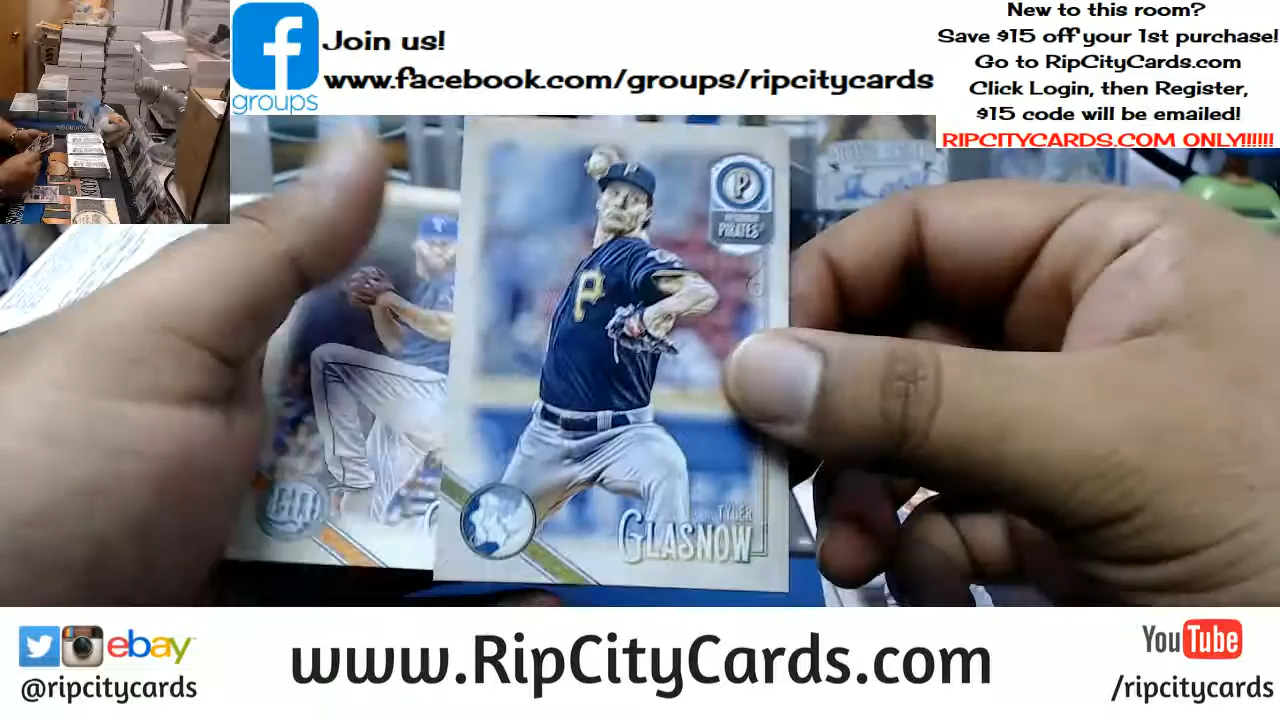 groups
Join us!
www.facebook.com/groups/ripcitycards
New to this room?
Save $15 off your 1st purchase!
Go to RipCityCards.com
Click Login, then Register,
$15 code will be emailed!
RIPCITYCARDS.COM ONLY!!!!!!
P
PIRATES
P
TYLER
GLASNOW
ebay
@ripcitycards
www.RipCityCards.com
YouTube
/ripcitycards